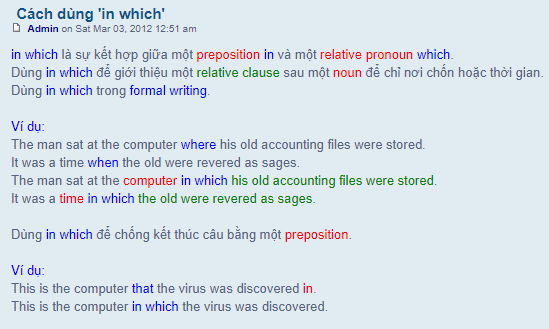 Cách dùng 'in which'
Admin on Sat Mar 03, 2012 12:51 am
in which là sự kết hợp giữa một preposition in và một relative pronoun which.
Dùng in which để giới thiệu một relative clause sau một noun để chỉ nơi chốn hoặc thời gian.
Dùng in which trong formal writing.
Ví dụ:
The man sat at the computer where his old accounting files were stored.
It was a time when the old were revered as sages.
The man sat at the computer in which his old accounting files were stored.
It was a time in which the old were revered as sages.
Dùng in which để chống kết thúc câu bằng một preposition.
Ví dụ:
This is the computer that the virus was discovered in.
This is the computer in which the virus was discovered.